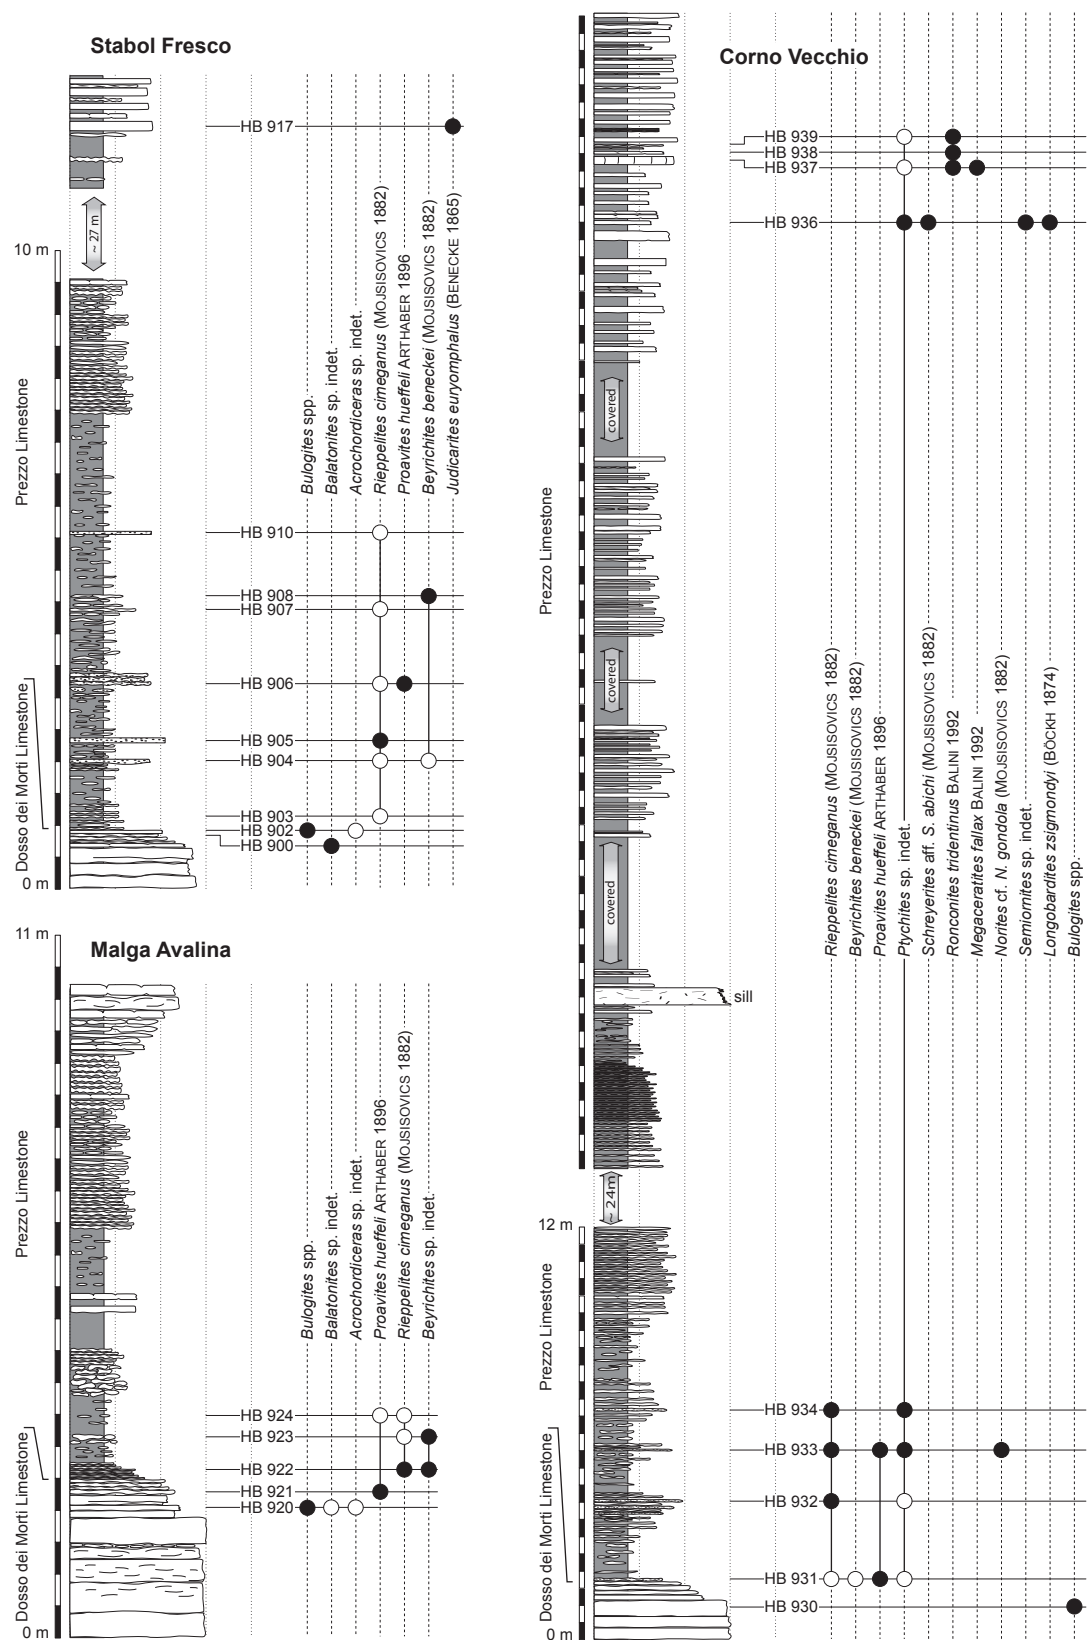 Stabol Fresco
HB 917
~ 27 m
10 m
Prezzo Limestone
Dosso dei Morti Limestone
0 m
Bulogites spp.
Balatonites sp. indet.
Acrochordiceras sp. indet.
Rieppelites cimeganus (MOJSISOVICS 1882)
Proavites hueffeli ARTHABER 1896
Beyrichites beneckei (MOJSISOVICS 1882)
Judicarites euryomphalus (BENECKE 1865)
HB 910
HB 908
HB 907
HB 906
HB 905
HB 904
HB 903
HB 902
HB 900
Malga Avalina
11 m
Prezzo Limestone
Dosso dei Morti Limestone
0 m
Bulogites spp.
Balatonites sp. indet.
Acrochordiceras sp. indet.
Proavites hueffeli ARTHABER 1896
Rieppelites cimeganus (MOJSISOVICS 1882)
Beyrichites sp. indet.
HB 924
HB 923
HB 922
HB 921
HB 920
Corno Vecchio
HB 939
HB 938
HB 937
HB 936
covered
covered
covered
Prezzo Limestone
sill
~ 24m
12 m
Prezzo Limestone
Dosso dei Morti Limestone
0 m
Rieppelites cimeganus (MOJSISOVICS 1882)
Beyrichites beneckei (MOJSISOVICS 1882)
Proavites hueffeli ARTHABER 1896
Ptychites sp. indet.
Schreyerites aff. S. abichi (MOJSISOVICS 1882)
Ronconites tridentinus BALINI 1992
Megaceratites fallax BALINI 1992
Norites cf. N. gondola (MOJSISOVICS 1882)
Semiornites sp. indet.
Longobardites zsigmondyi (BÖCKH 1874)
Bulogites spp.
HB 934
HB 933
HB 932
HB 931
HB 930